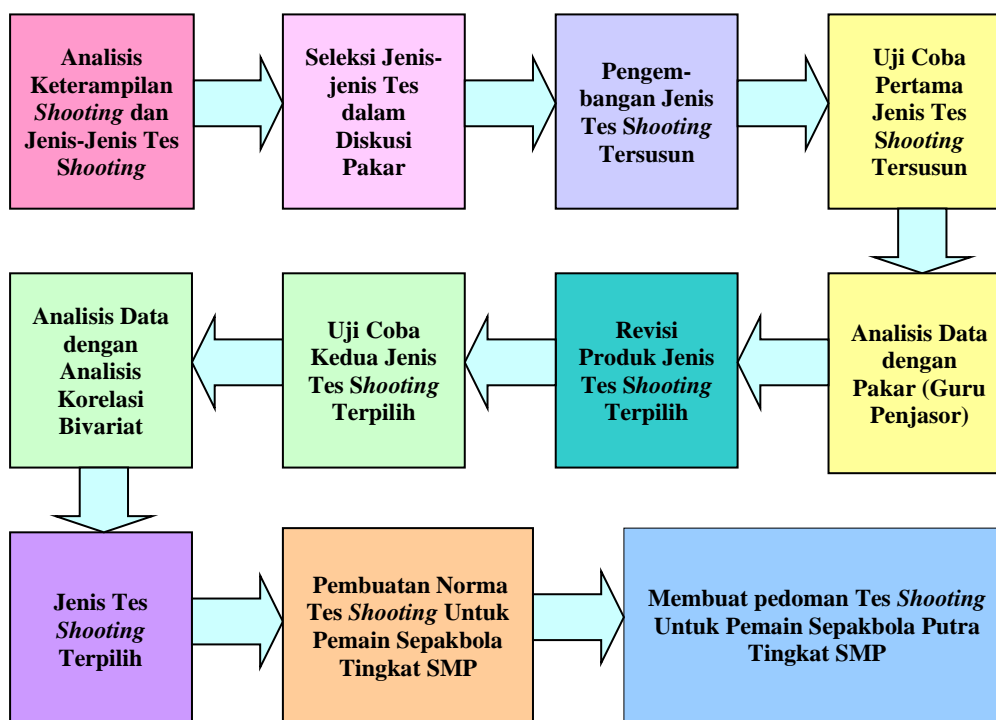 Analisis
Keterampilan
Shooting dan
Jenis-Jenis Tes
Shooting
Seleksi Jenis-
jenis Tes
dalam
Diskusi
Pakar
Pengem-
bangan Jenis
Tes Shooting
Tersusun
Uji Coba
Pertama
Jenis Tes
Shooting
Tersusun
Analisis Data
dengan
Pakar (Guru
Penjasor)
Revisi
Produk Jenis
Tes Shooting
Terpilih
Uji Coba
Kedua Jenis
Tes Shooting
Terpilih
Analisis Data
dengan
Analisis
Korelasi
Bivariat
Jenis Tes
Shooting
Terpilih
Pembuatan Norma
Tes Shooting Untuk
Pemain Sepakbola
Tingkat SMP
Membuat pedoman Tes Shooting
Untuk Pemain Sepakbola Putra
Tingkat SMP